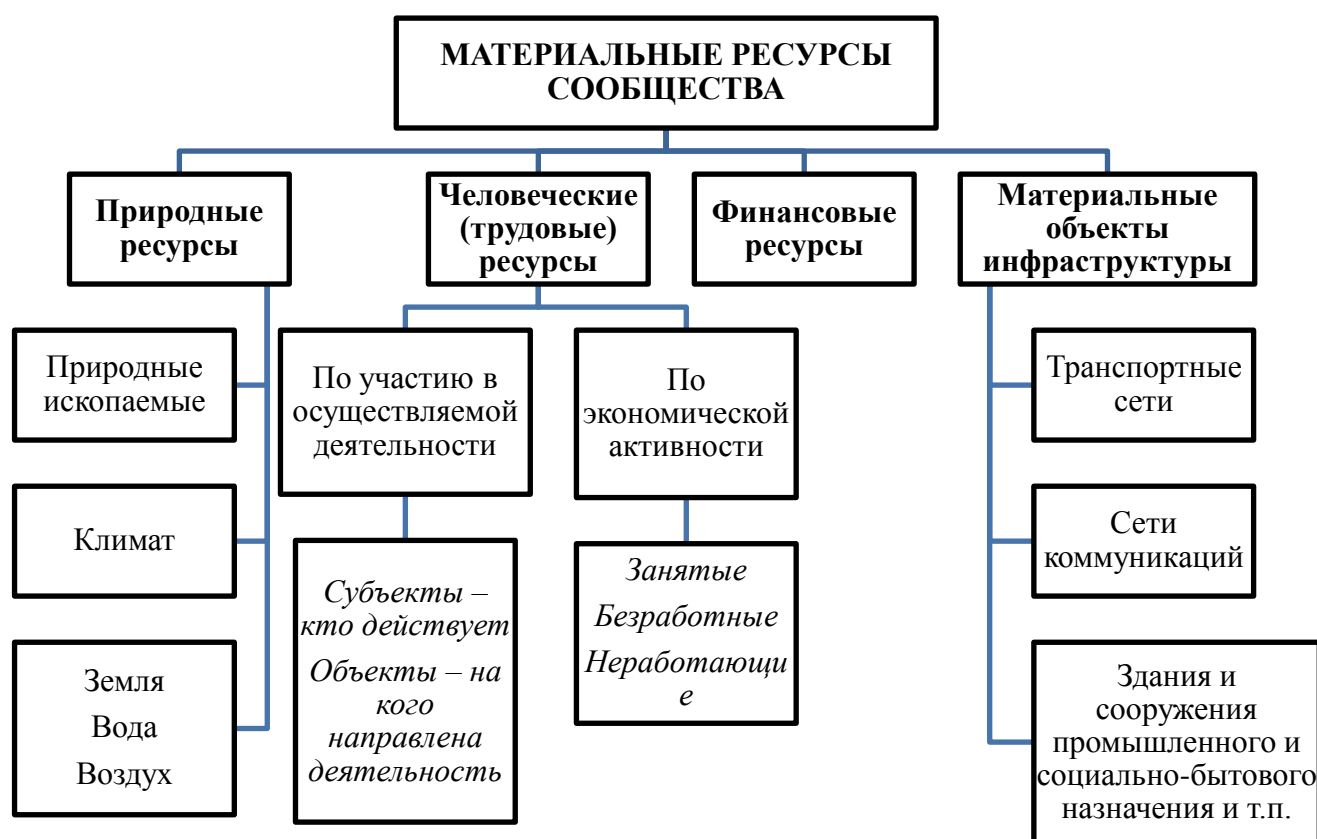 МАТЕРИАЛЬНЫЕ РЕСУРСЫ
СООБЩЕСТВА
Природные
ресурсы
Человеческие
(трудовые)
ресурсы
Финансовые
ресурсы
Материальные
объекты
инфраструктуры
Природные
ископаемые
Климат
Земля
Вода
Воздух
По участию в
осуществляемой
деятельности
Субъекты –
кто действует
Объекты – на
кого
направлена
деятельность
По
экономической
активности
Занятые
Безработные
Неработающи
е
Транспортные
сети
Сети
коммуникаций
Здания и
сооружения
промышленного и
социально-бытового
назначения и т.п.